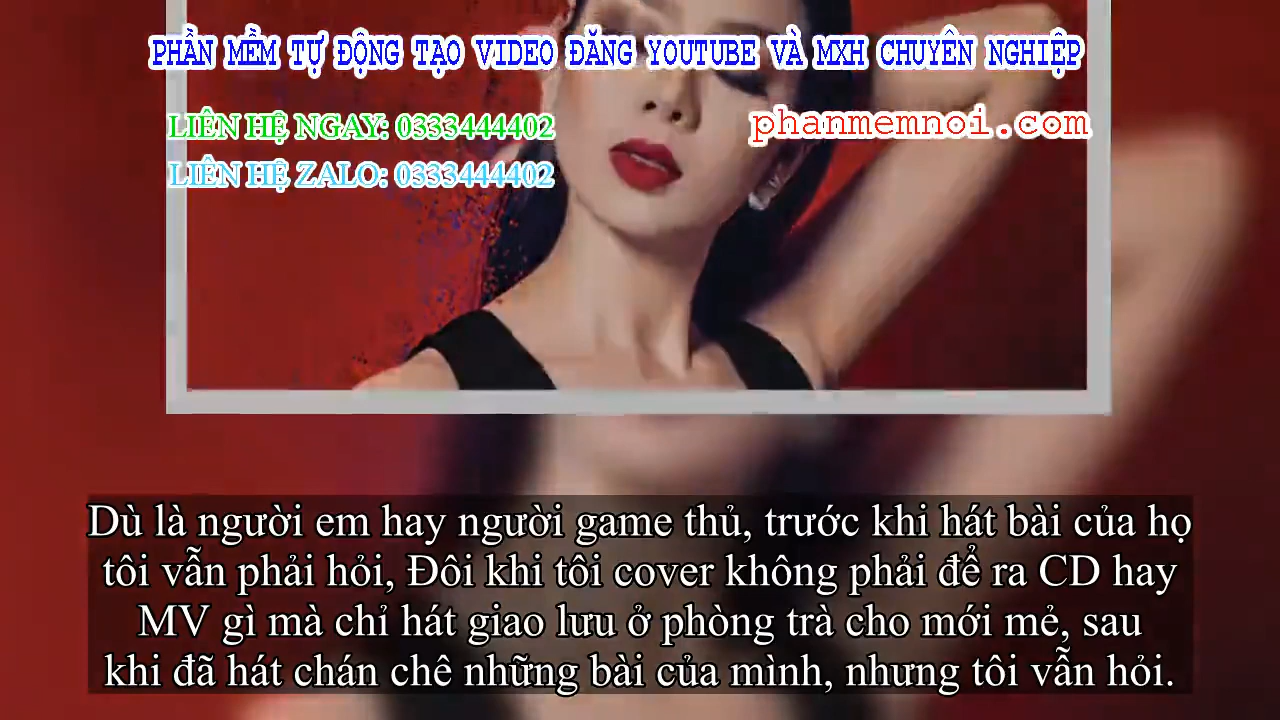 PHẦN MỀM TỰ ĐỘNG TẠO VIDEO ĐĂNG YOUTUBE VÀ MXH CHUYÊN NGHIỆP
LIÊN HỆ NGAY: 0333444402
phanmemnoi.com
LIÊN HỆ ZALO: 0333444402
Dù là người em hay người game thủ, trước khi hát bài của họ
tôi vẫn phải hỏi, Đôi khi tôi cover không phải để ra CD hay
MV gì mà chỉ hát giao lưu ở phòng trà cho mới mẻ, sau
khi đã hát chán chê những bài của mình, nhưng tôi vẫn hỏi.